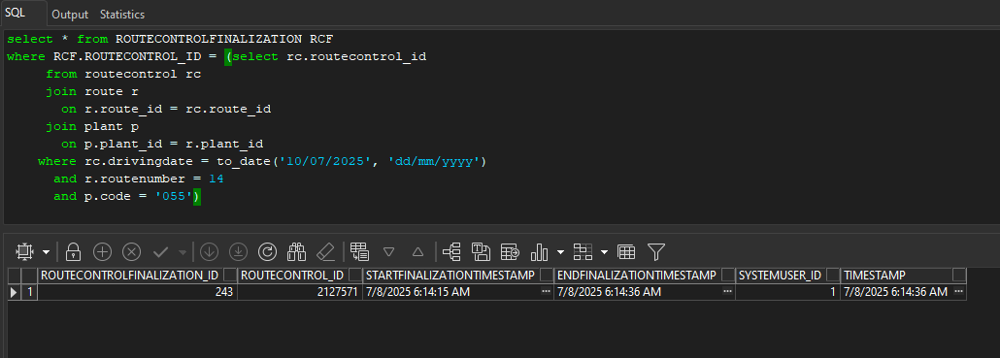 SQL Output Statistics
select * from ROUTECONTROLFINALIZATION RCF
where RCF.ROUTECONTROL_ID = (select rc.routecontrol_id
from routecontrol rc
join route r
on r.route_id = rc.route_id
join plant p
on p.plant_id = r.plant_id
where rc.drivingdate = to_date('10/07/2025', 'dd/mm/yyyy')
and r.routenumber = 14
and p.code = '055')
ROUTECONTROLFINALIZATION_ID ROUTECONTROL_ID STARTFINALIZATIONTIMESTAMP ENDFINALIZATIONTIMESTAMP SYSTEMUSER_ID TIMESTAMP
1 243 2127571 7/8/2025 6:14:15 AM ... 7/8/2025 6:14:36 AM ... 1 7/8/2025 6:14:36 AM ...